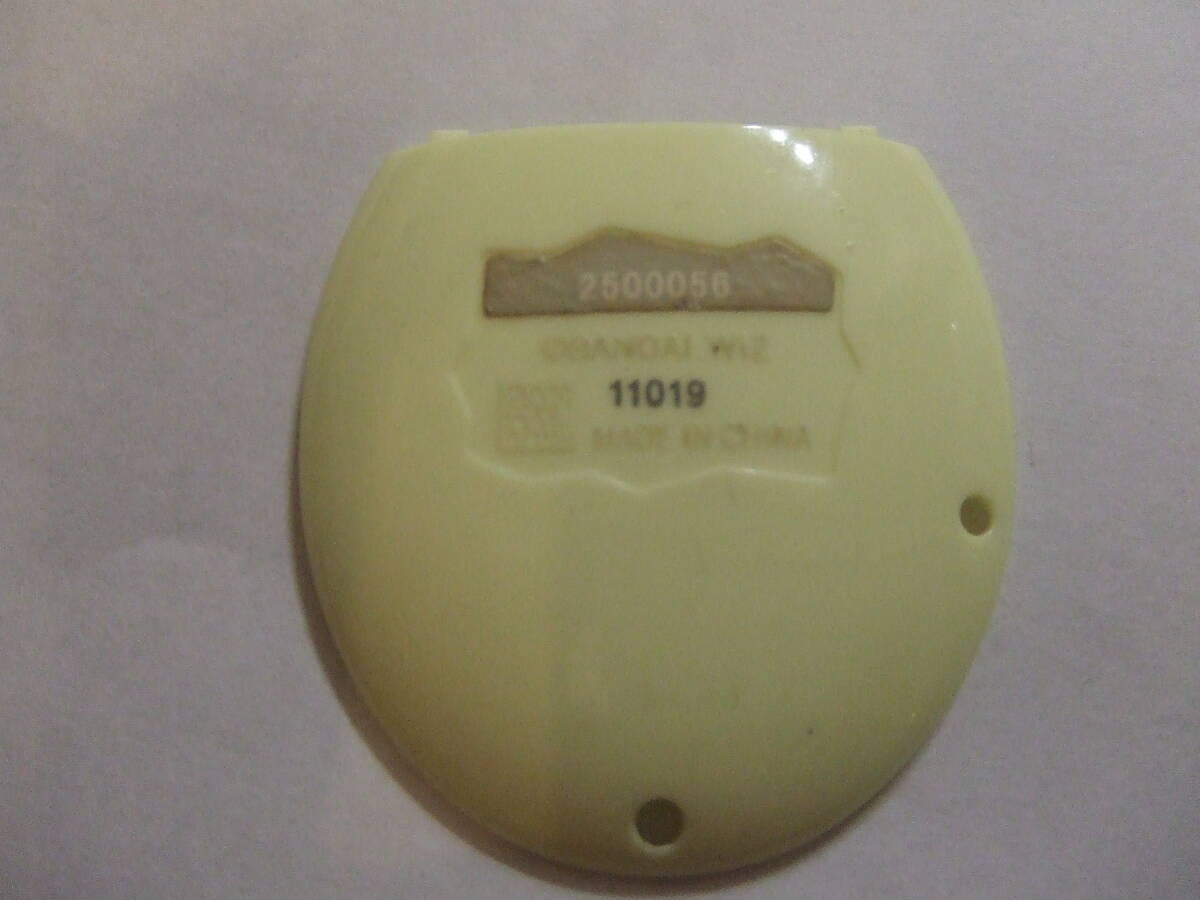 2500056
©BANDAI WiZ
11019
MADE IN CHINA